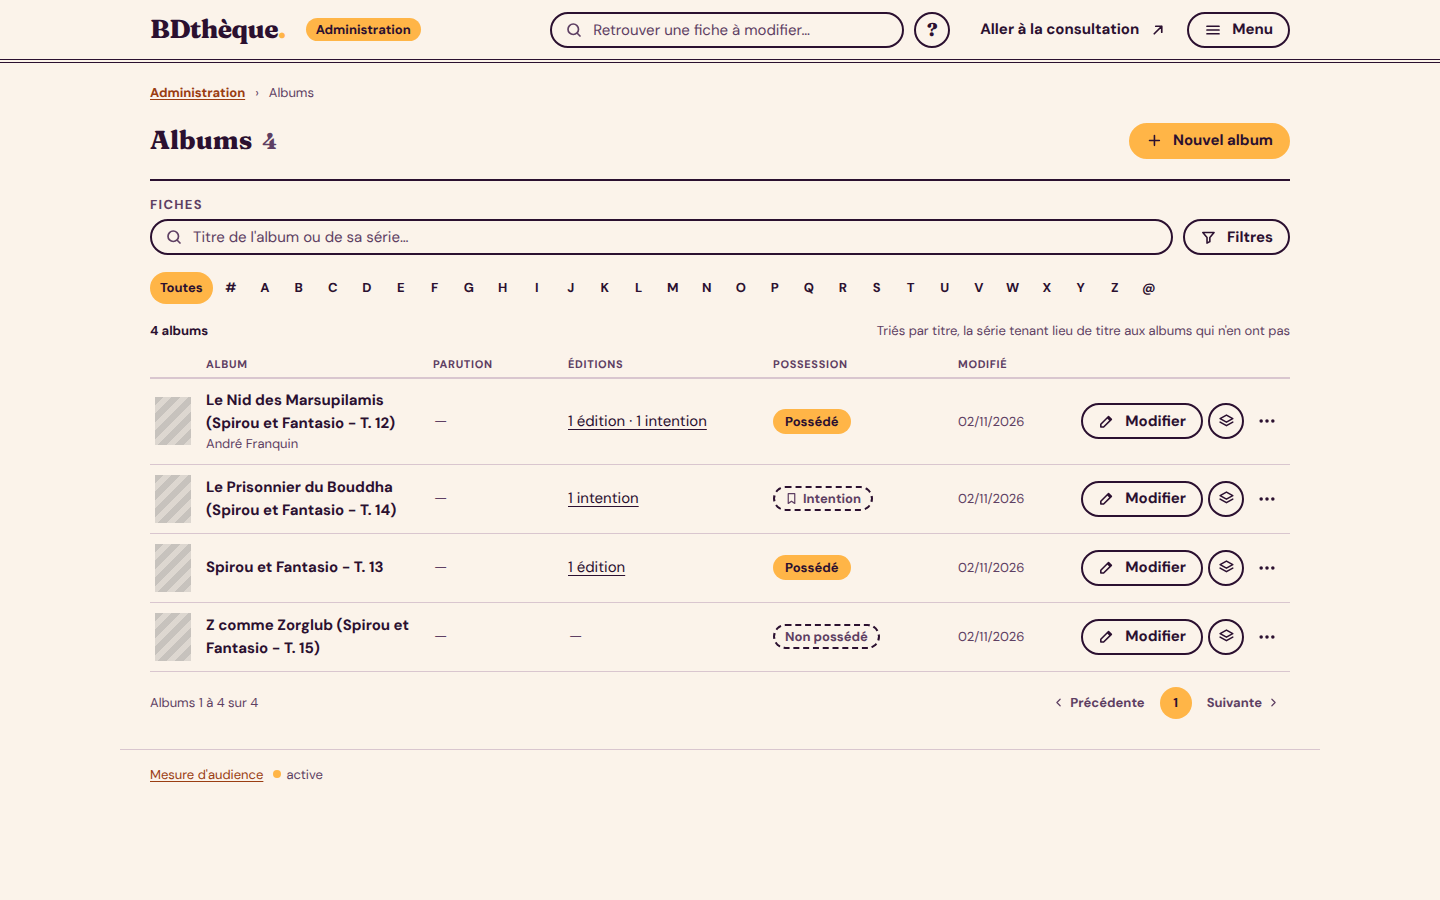 BDthèque.
Administration
Retrouver une fiche à modifier...
?
Aller à la consultation
Menu
Administration › Albums
Albums 4
Nouvel album
FICHES
Titre de l'album ou de sa série...
Filtres
Toutes # A B C D E F G H I J K L M N O P Q R S T U V W X Y Z @
4 albums
Triés par titre, la série tenant lieu de titre aux albums qui n'en ont pas
ALBUM PARUTION ÉDITIONS POSSESSION MODIFIÉ
Le Nid des Marsupilamis
(Spirou et Fantasio - T. 12)
André Franquin
— 1 édition · 1 intention Possédé 02/11/2026 Modifier
Le Prisonnier du Bouddha
(Spirou et Fantasio - T. 14)
— 1 intention Intention 02/11/2026 Modifier
Spirou et Fantasio - T. 13 — 1 édition Possédé 02/11/2026 Modifier
Z comme Zorglub (Spirou et
Fantasio - T. 15)
— — Non possédé 02/11/2026 Modifier
Albums 1 à 4 sur 4
‹ Précédente 1 Suivante ›
Mesure d'audience active